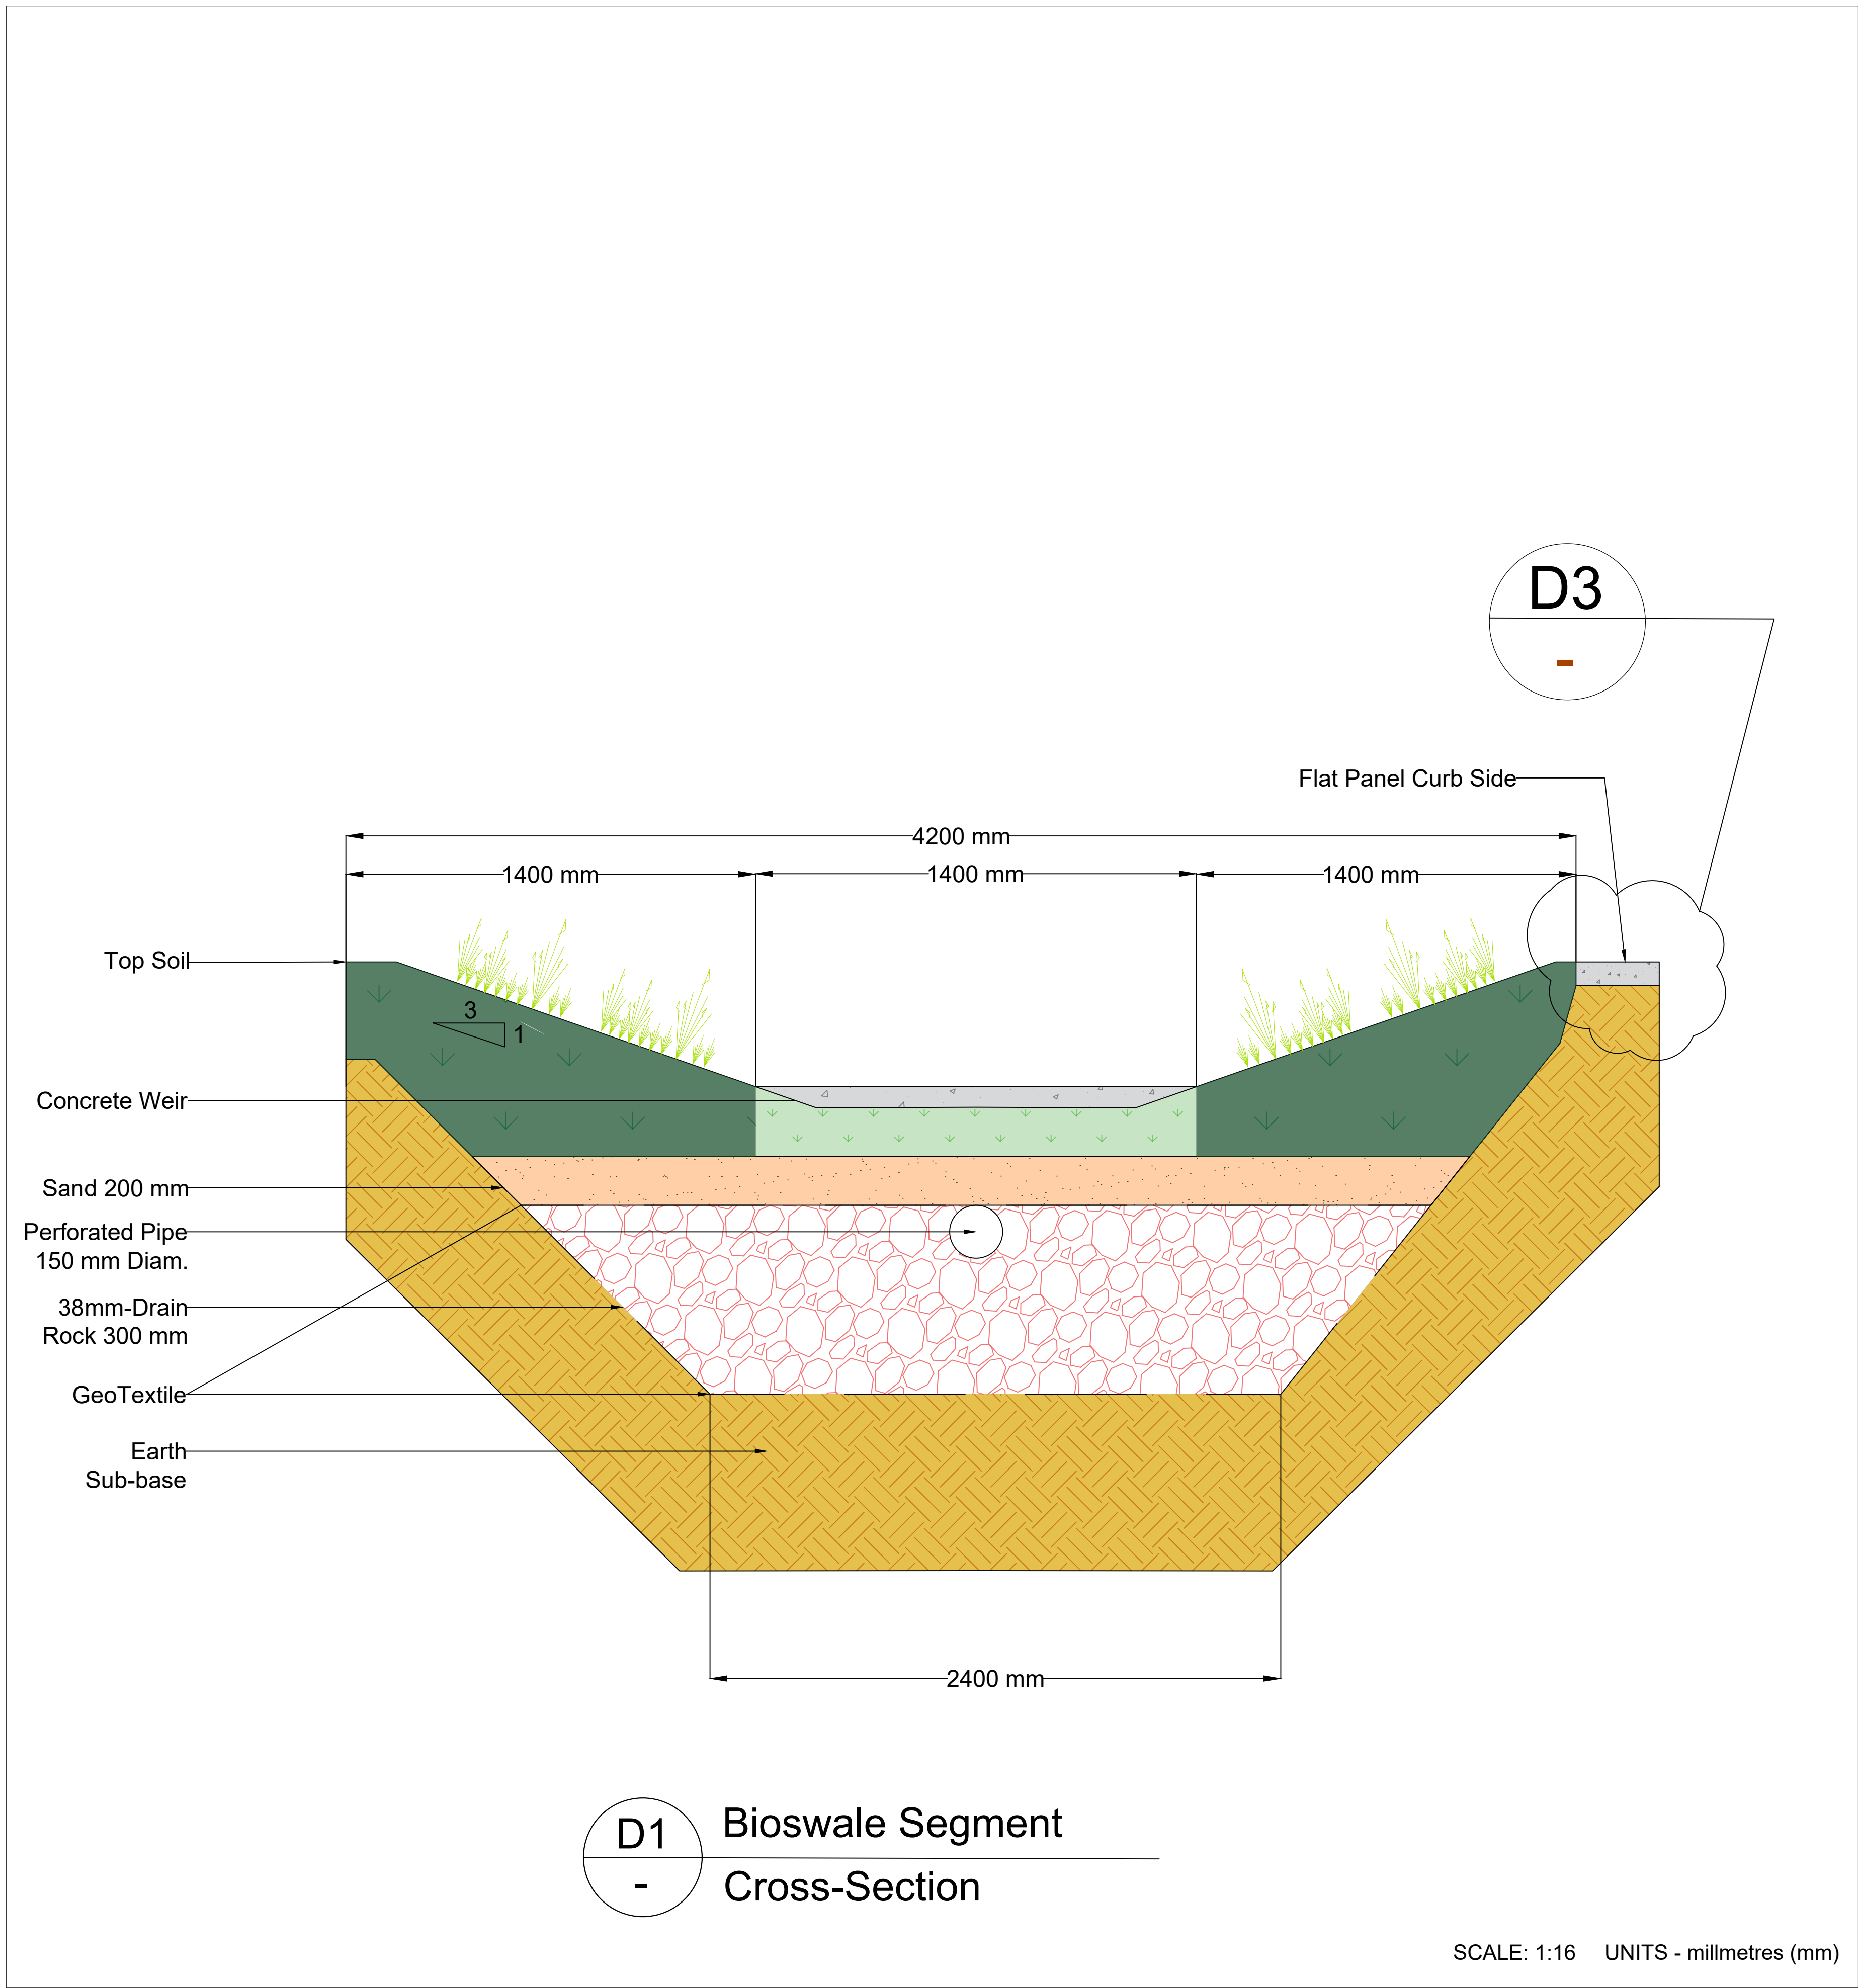 D3
-
Flat Panel Curb Side
4200 mm
1400 mm
1400 mm
1400 mm
Top Soil
3
1
Concrete Weir
Sand 200 mm
Perforated Pipe
150 mm Diam.
38mm-Drain
Rock 300 mm
GeoTextile
Earth
Sub-base
2400 mm
D1
-
Bioswale Segment
Cross-Section
SCALE: 1:16 UNITS - millmetres (mm)